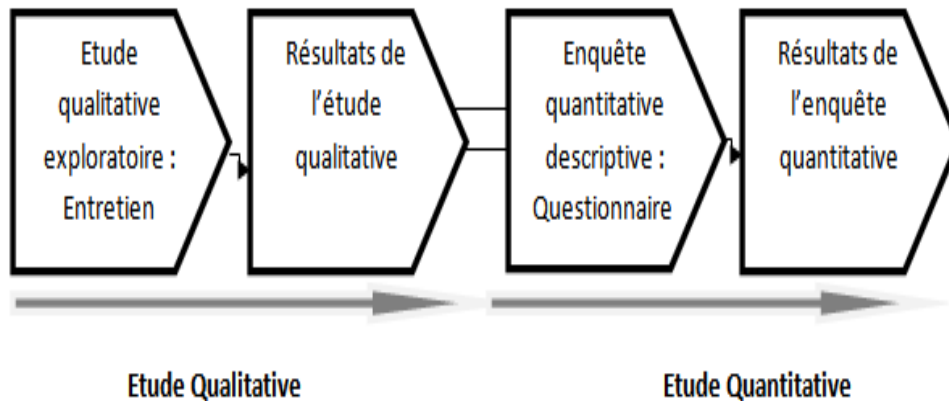 Etude
qualitative
exploratoire :
Entretien
Résultats de
l'étude
qualitative
Enquête
quantitative
descriptive :
Questionnaire
Résultats de
l'enquête
quantitative
Etude Qualitative
Etude Quantitative